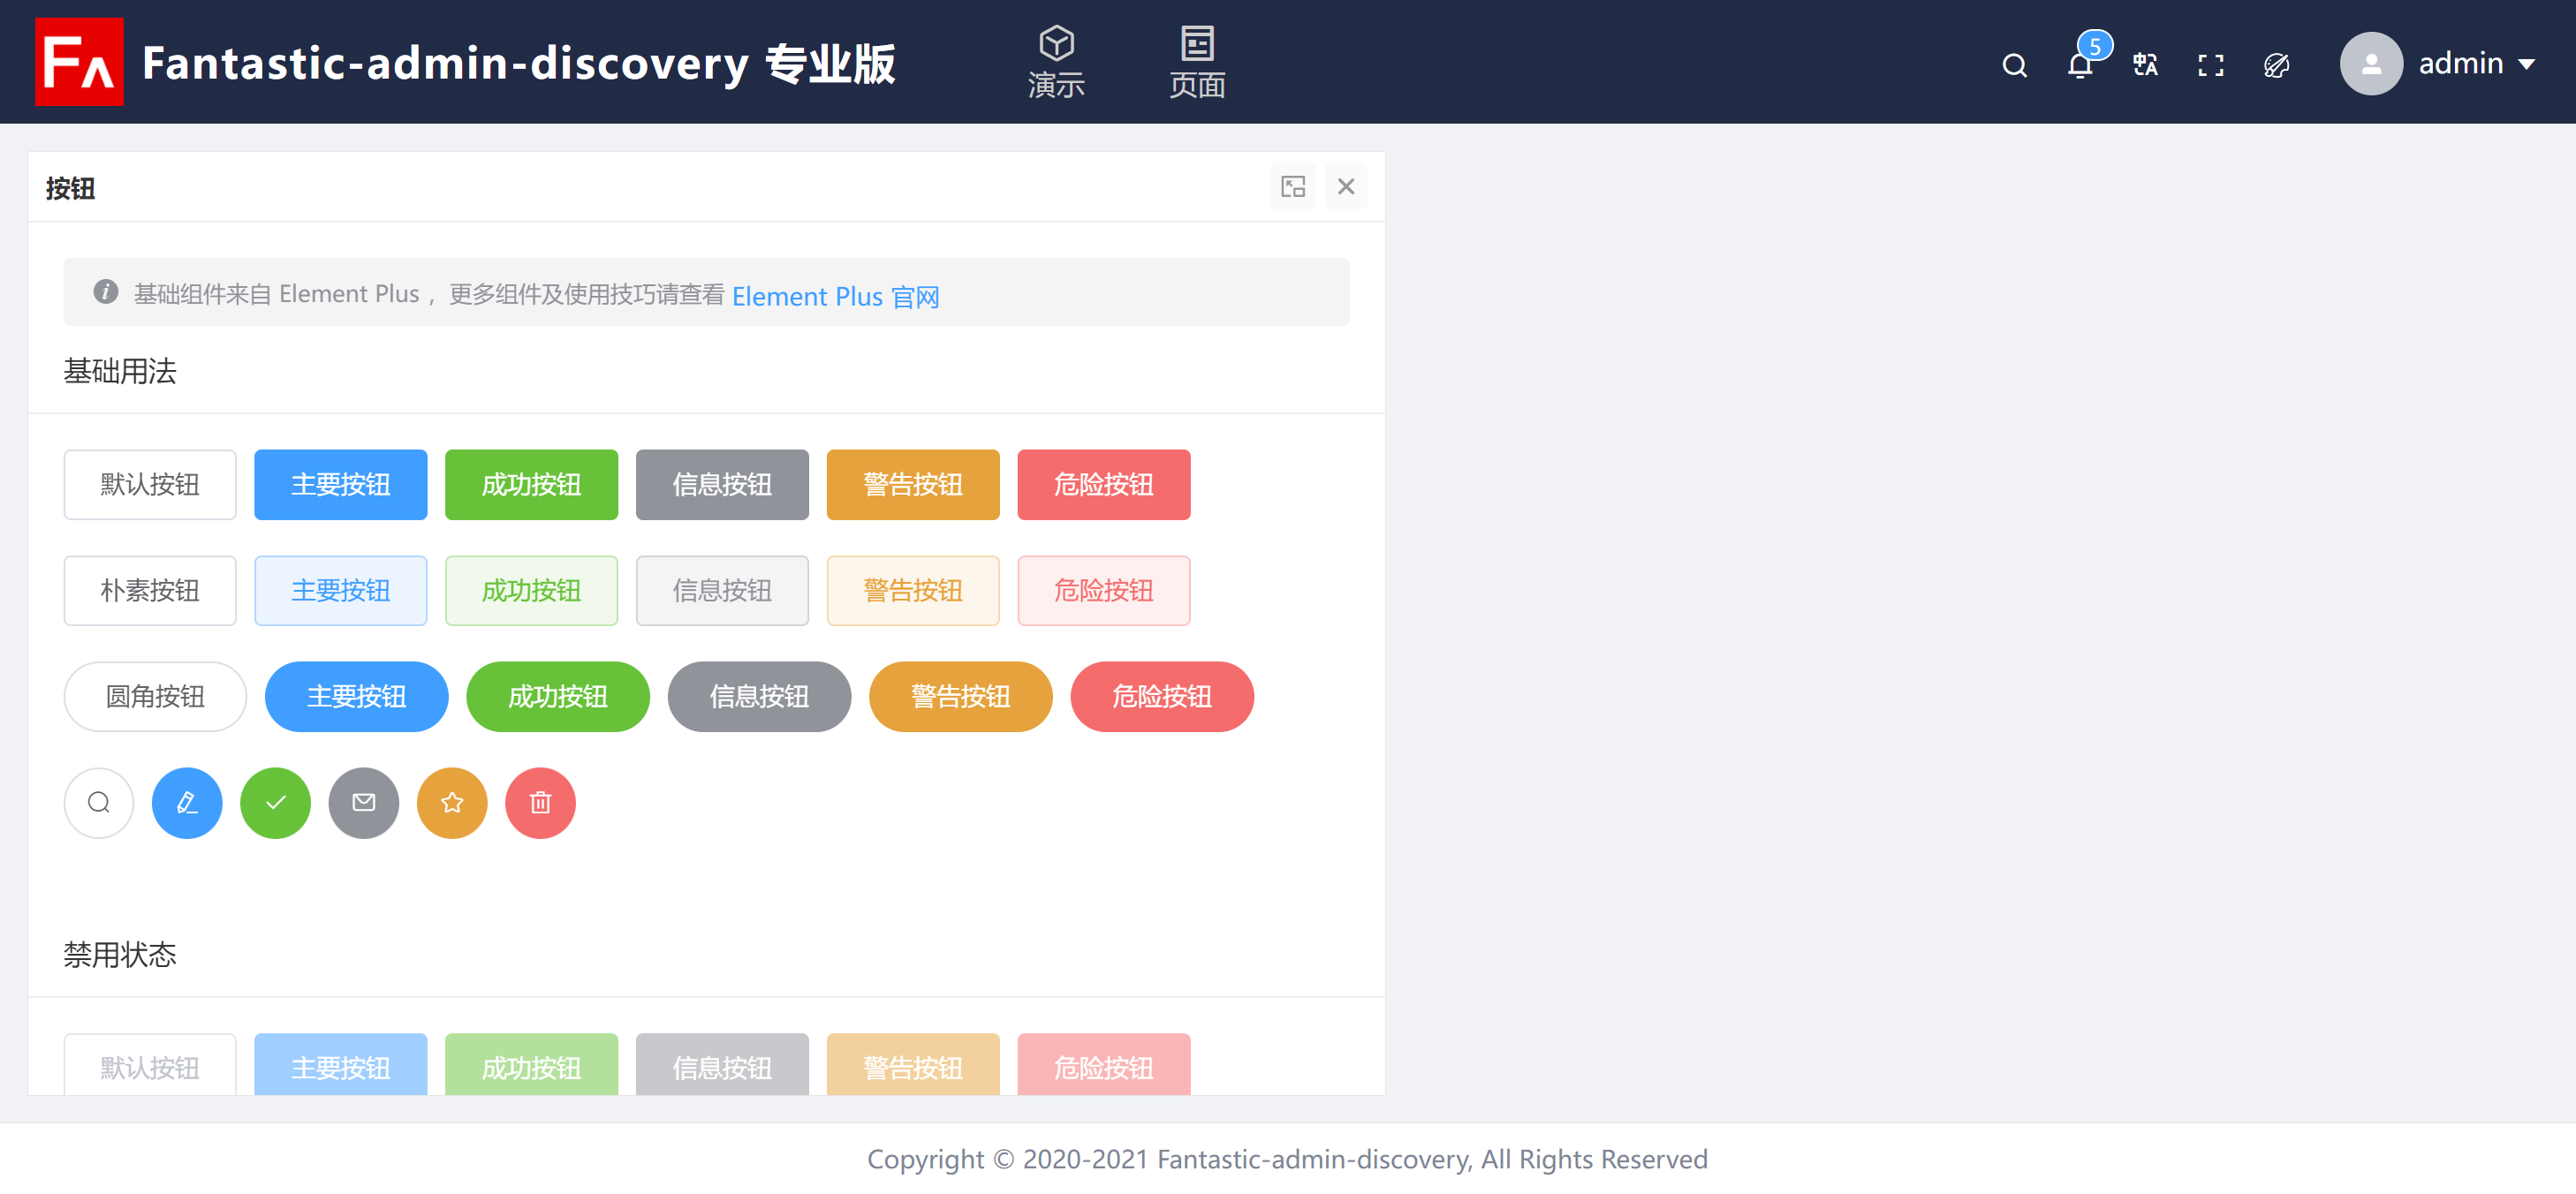 FA Fantastic-admin-discovery 专业版
演示 页面
5 admin
按钮
基础组件来自 Element Plus ，更多组件及使用技巧请查看 Element Plus 官网
基础用法
默认按钮 主要按钮 成功按钮 信息按钮 警告按钮 危险按钮
朴素按钮 主要按钮 成功按钮 信息按钮 警告按钮 危险按钮
圆角按钮 主要按钮 成功按钮 信息按钮 警告按钮 危险按钮
禁用状态
默认按钮 主要按钮 成功按钮 信息按钮 警告按钮 危险按钮
Copyright © 2020-2021 Fantastic-admin-discovery, All Rights Reserved